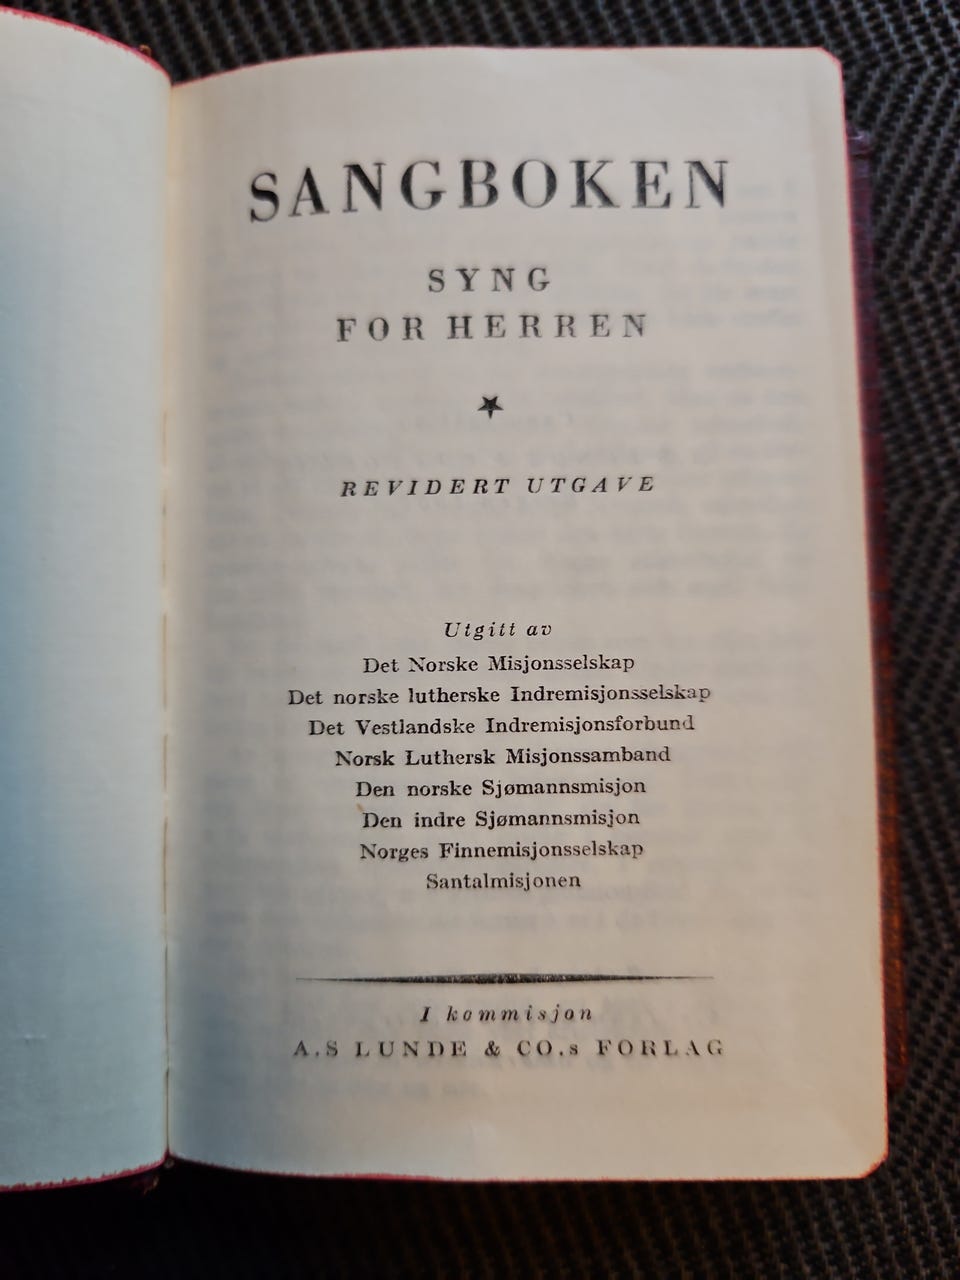 SANGBOKEN
SYNG
FOR HERREN
REVIDERT UTGAVE
Utgitt av
Det Norske Misjonsselskap
Det norske lutherske Indremisjonsselskap
Det Vestlandske Indremisjonsforbund
Norsk Luthersk Misjonssamband
Den norske Sjømannsmisjon
Den indre Sjømannsmisjon
Norges Finnemisjonsselskap
Santalmisjonen
I kommisjon
A.S LUNDE & CO.s FORLAG